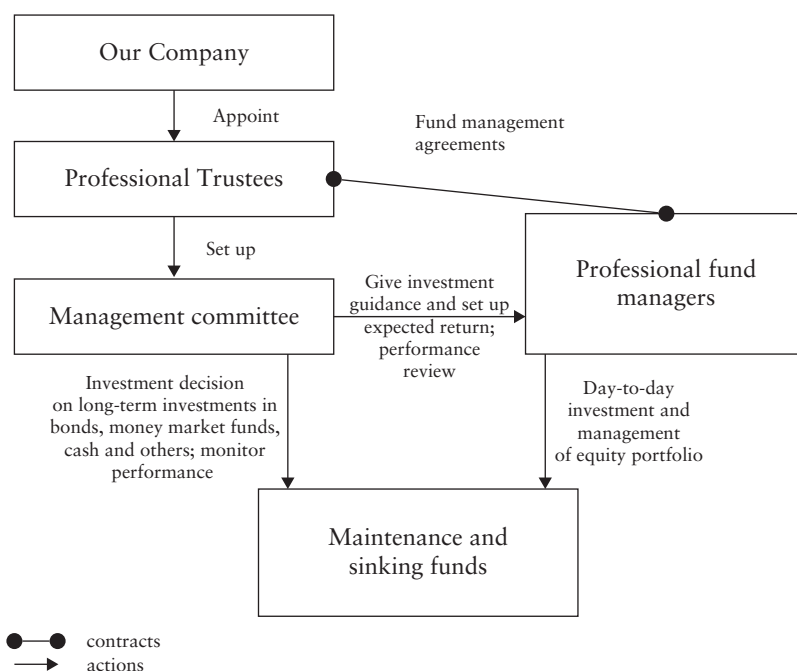 Our Company
Appoint
Fund management
agreements
Professional Trustees
Set up
Professional fund
managers
Give investment
guidance and set up
expected return;
performance
review
Management committee
Investment decision
on long-term investments in
bonds, money market funds,
cash and others; monitor
performance
Day-to-day
investment and
management
of equity portfolio
Maintenance and
sinking funds
contracts
actions